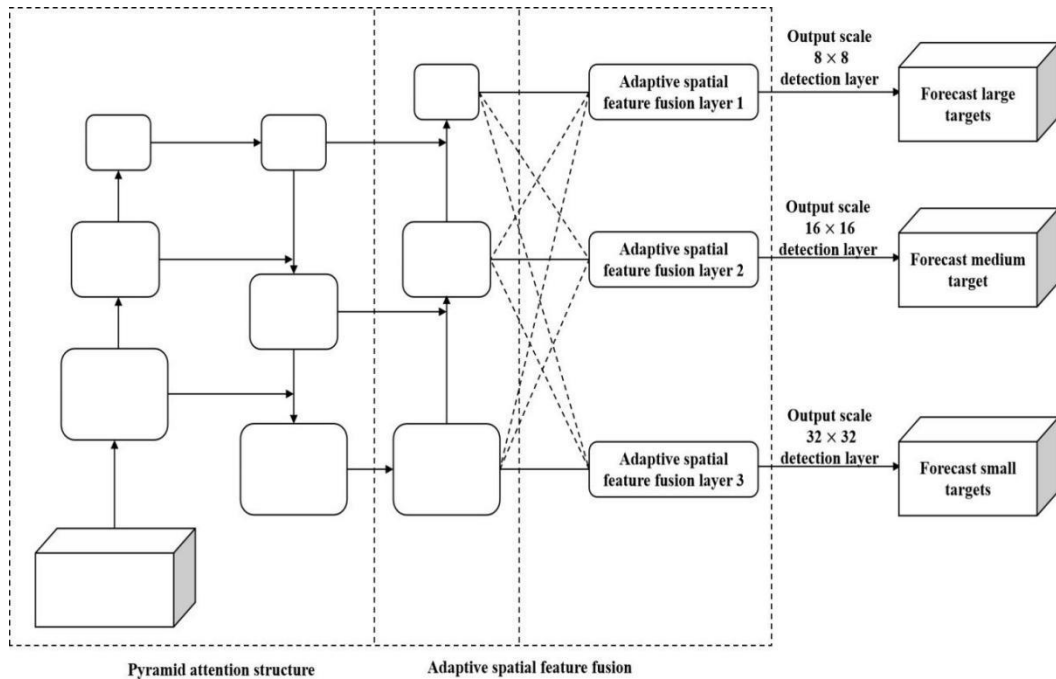 Adaptive spatial
feature fusion layer 1
Output scale
8 × 8
detection layer
Forecast large
targets
Adaptive spatial
feature fusion layer 2
Output scale
16 × 16
detection layer
Forecast medium
target
Adaptive spatial
feature fusion layer 3
Output scale
32 × 32
detection layer
Forecast small
targets
Pyramid attention structure
Adaptive spatial feature fusion